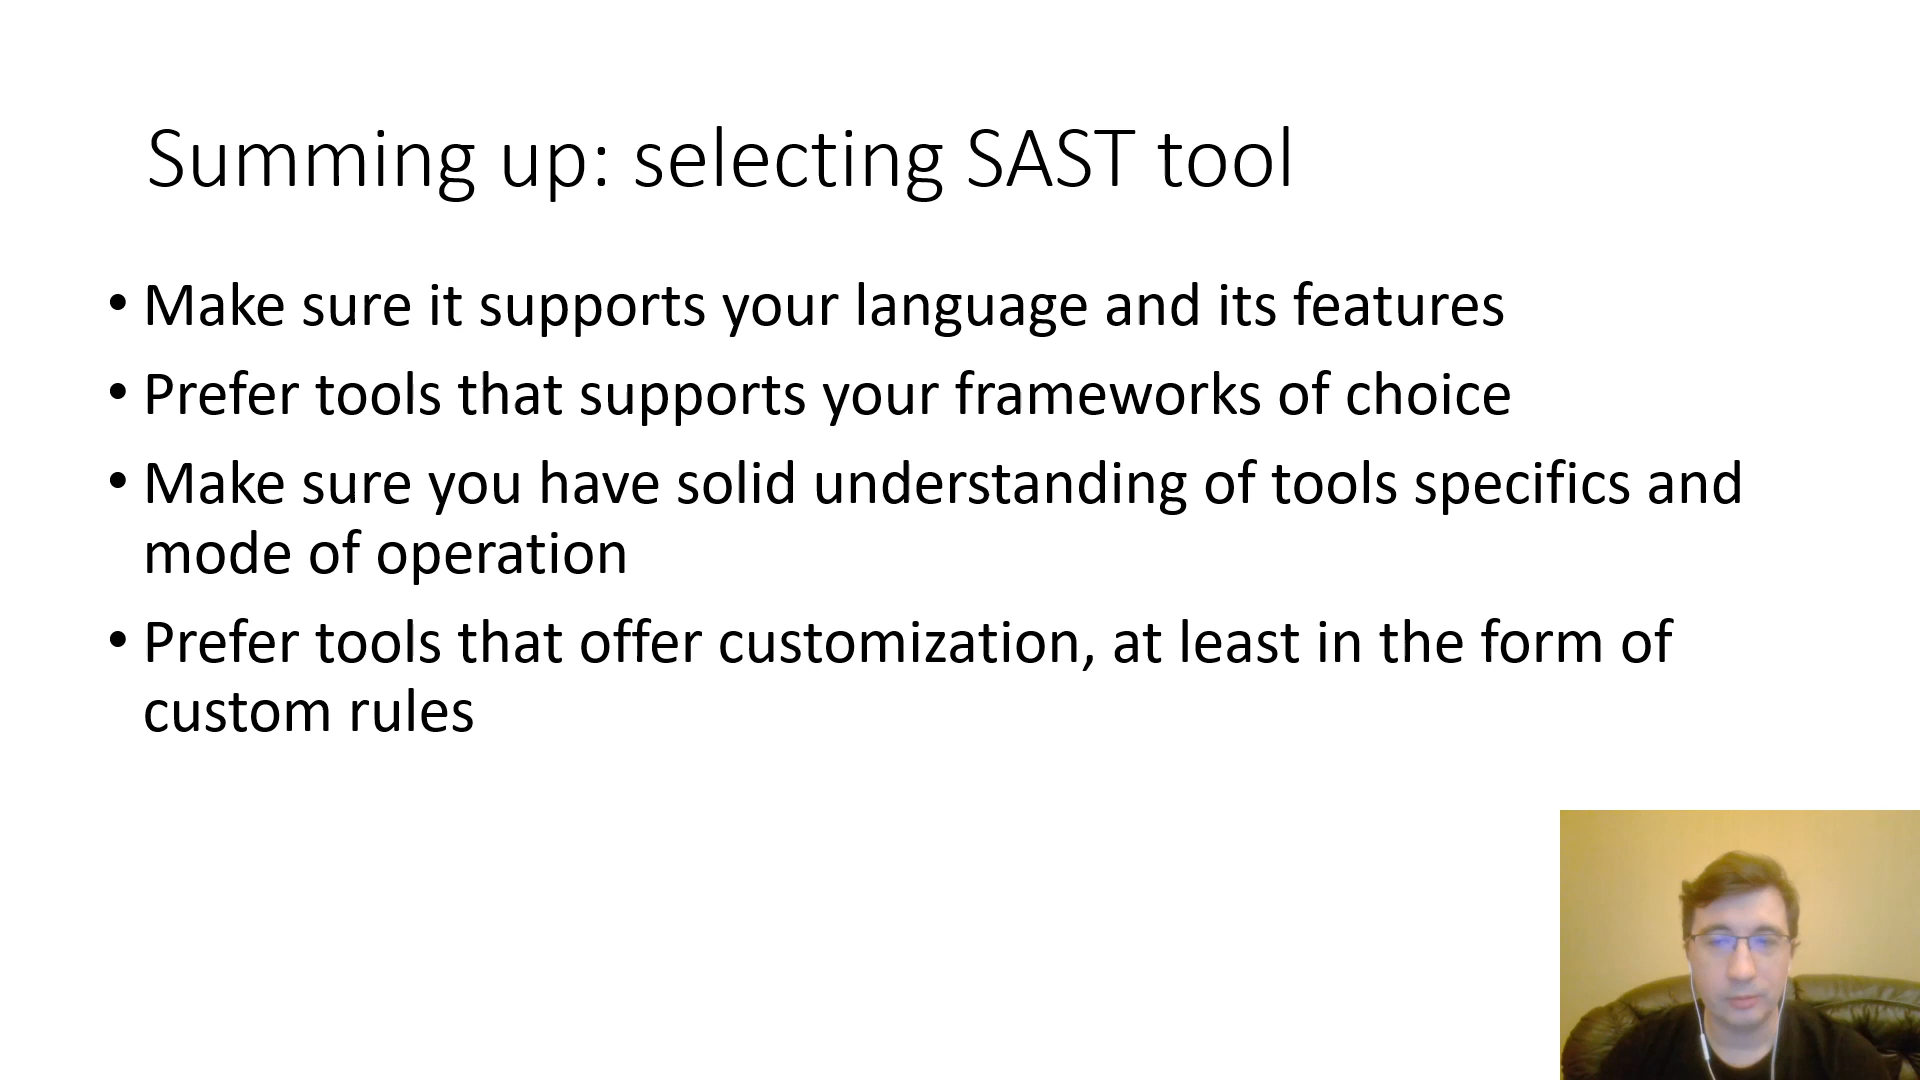 Summing up: selecting SAST tool
• Make sure it supports your language and its features
• Prefer tools that supports your frameworks of choice
• Make sure you have solid understanding of tools specifics and
mode of operation
• Prefer tools that offer customization, at least in the form of
custom rules